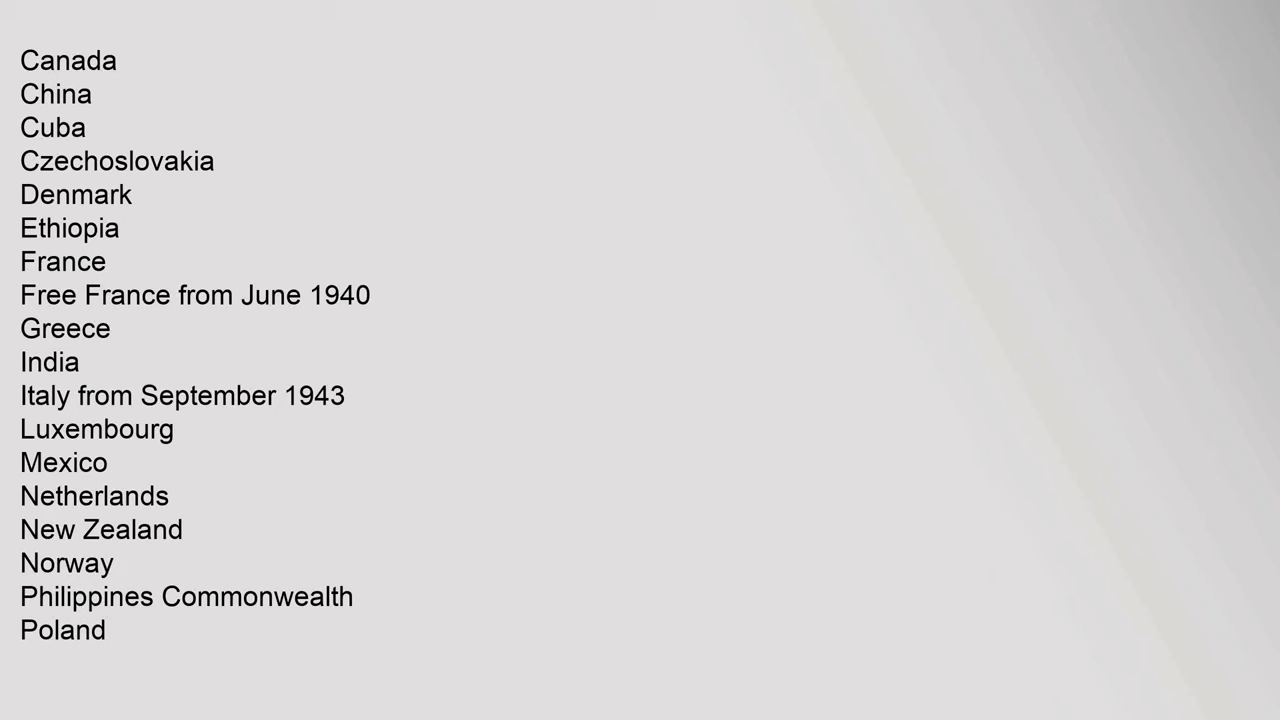 Canada
China
Cuba
Czechoslovakia
Denmark
Ethiopia
France
Free France from June 1940
Greece
India
Italy from September 1943
Luxembourg
Mexico
Netherlands
New Zealand
Norway
Philippines Commonwealth
Poland